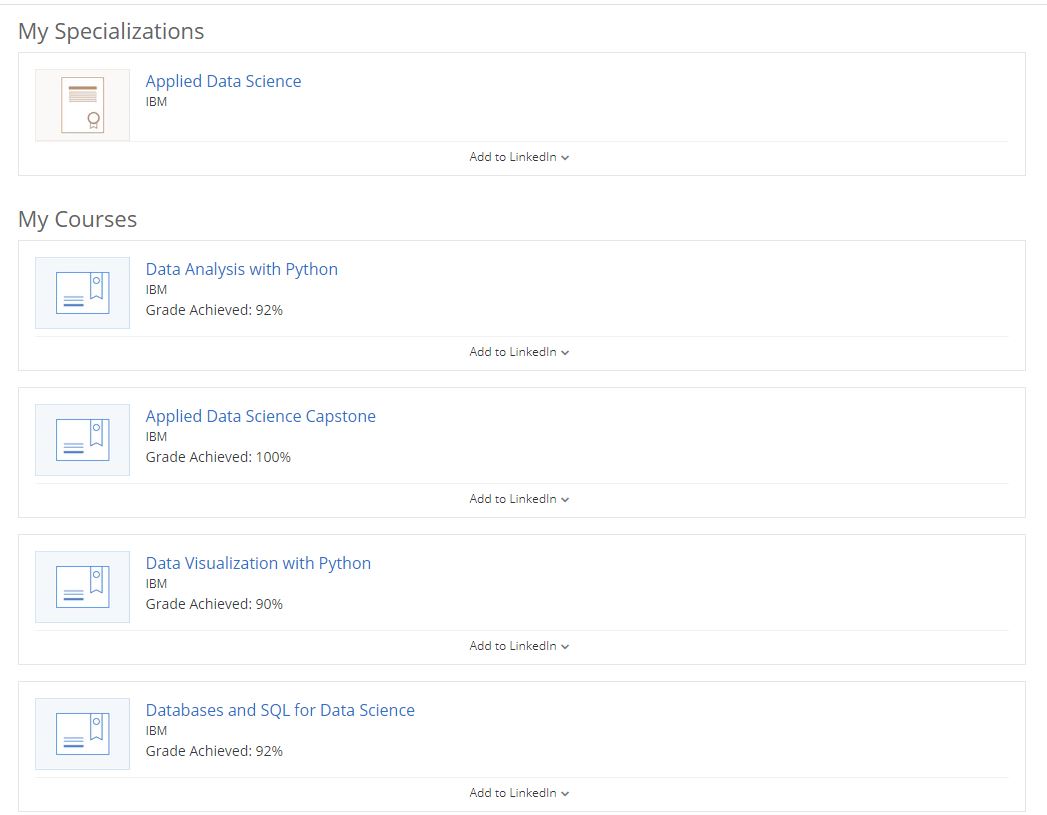 My Specializations
Applied Data Science
IBM
Add to LinkedIn
My Courses
Data Analysis with Python
IBM
Grade Achieved: 92%
Add to LinkedIn
Applied Data Science Capstone
IBM
Grade Achieved: 100%
Add to LinkedIn
Data Visualization with Python
IBM
Grade Achieved: 90%
Add to LinkedIn
Databases and SQL for Data Science
IBM
Grade Achieved: 92%
Add to LinkedIn